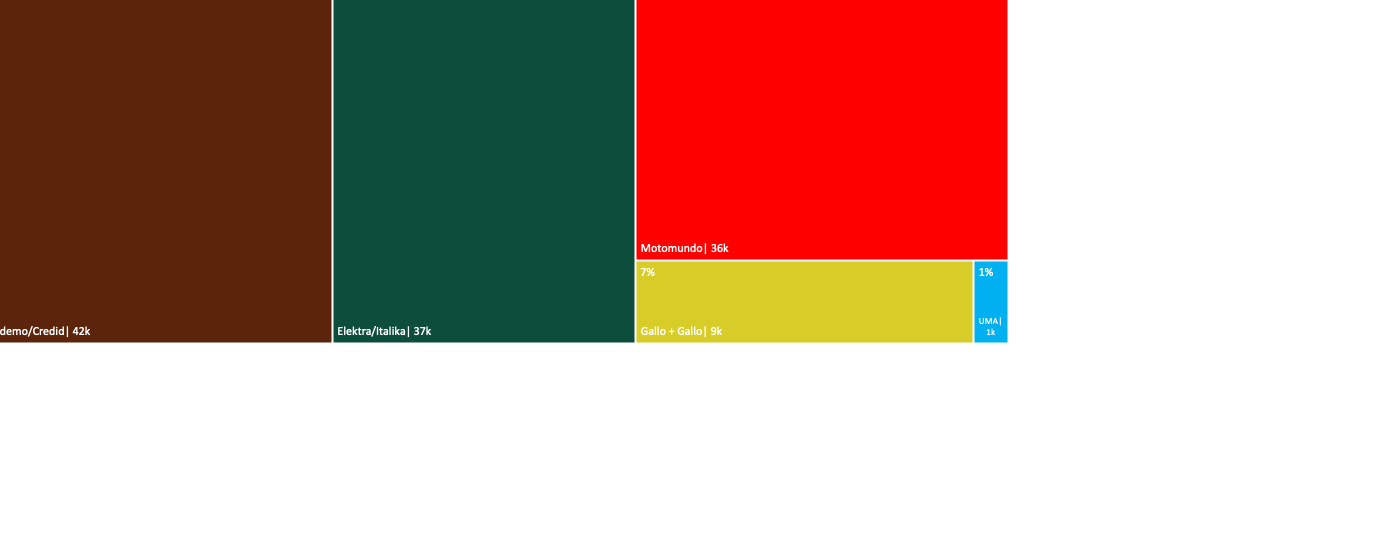 demo/Credid| 42k
Elektra/Italika| 37k
Motomundo| 36k
7%
Gallo + Gallo| 9k
1%
UMA|
1k